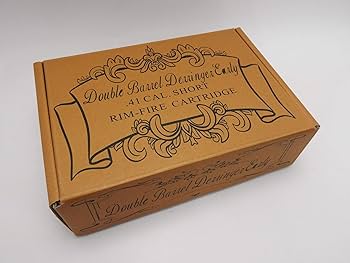 Double Barrel Derringer Early
.41 CAL. SHORT
RIM-FIRE CARTRIDGE
Double Barrel Derringer Early